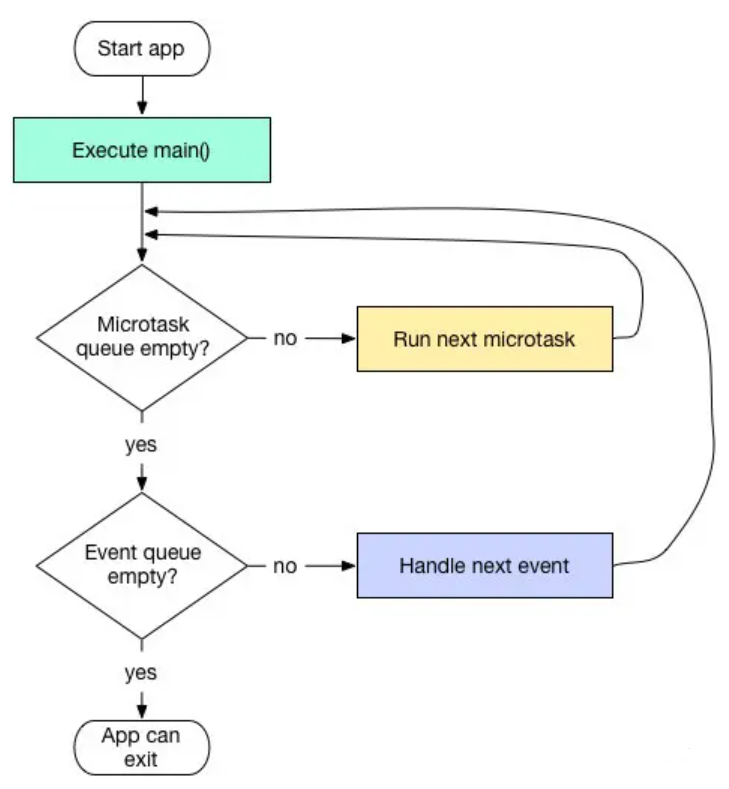 Start app
Execute main()
Microtask
queue empty?
no
Run next microtask
yes
Event queue
empty?
no
Handle next event
yes
App can
exit